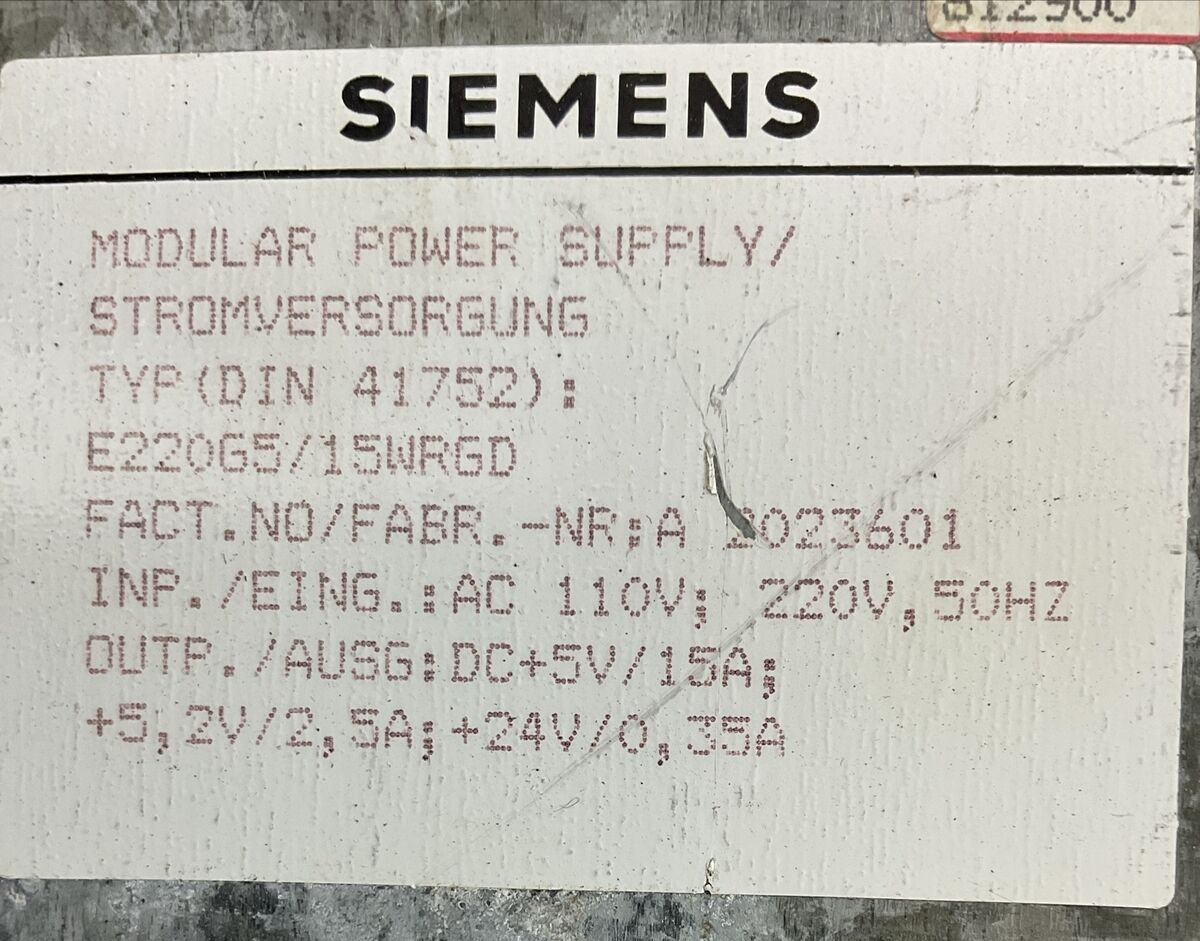 812900
SIEMENS
MODULAR POWER SUPPLY/
STROMVERSORGUNG
TYP(DIN 41752):
E220G5/15WRGD
FACT.NO/FABR.-NR:A 2023601
INP./EING.:AC 110V; 220V,50HZ
OUTP./AUSG:DC+5V/15A;
+5,2V/2,5A;+24V/0,35A